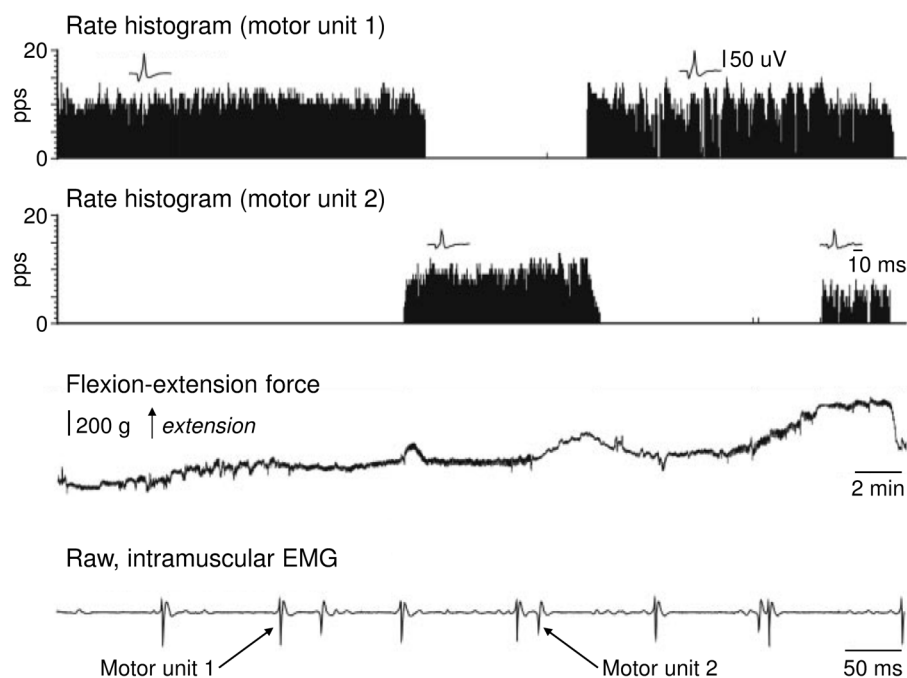 Rate histogram (motor unit 1)
20
50 uV
pps
0
Rate histogram (motor unit 2)
20
pps
10 ms
0
Flexion-extension force
200 g
extension
2 min
Raw, intramuscular EMG
Motor unit 1
Motor unit 2
50 ms